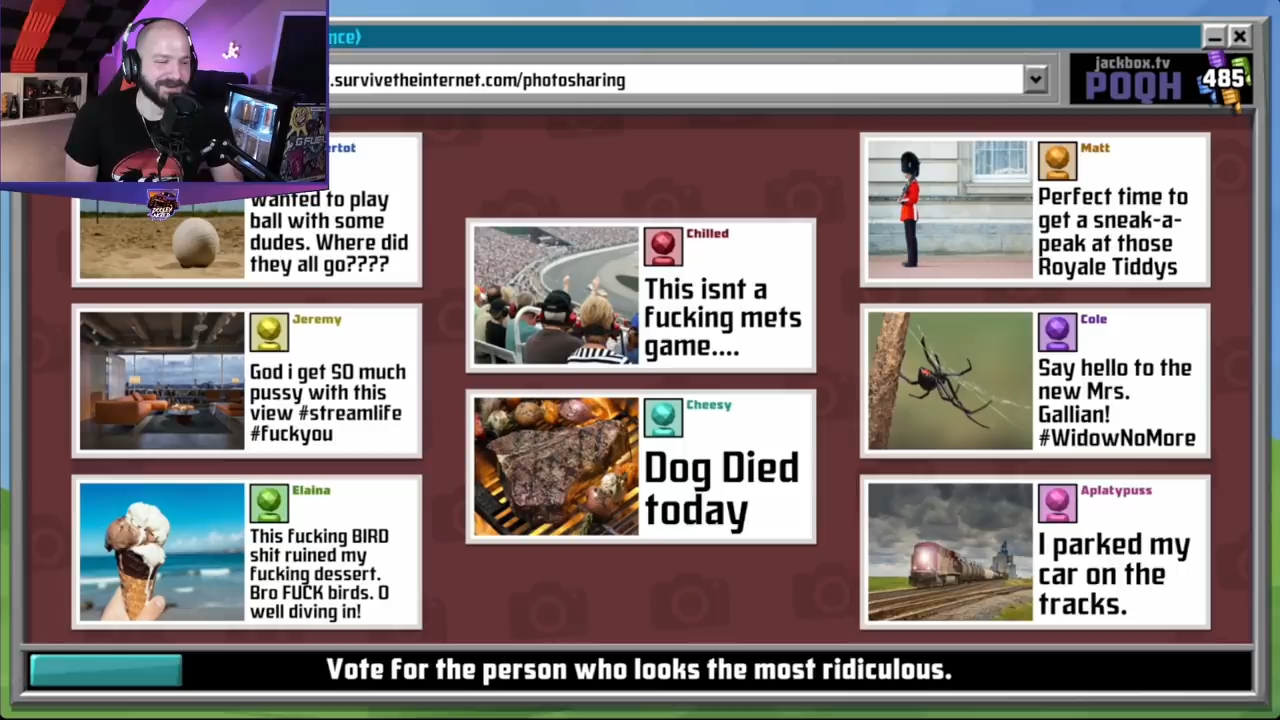 nce)
.survivetheinternet.com/photosharing
jackbox.tv
POQH
485
ertot
wanted to play
ball with some
dudes. Where did
they all go????
Jeremy
God i get SO much
pussy with this
view #streamlife
#fuckyou
Elaina
This fucking BIRD
shit ruined my
fucking dessert.
Bro FUCK birds. O
well diving in!
Chilled
This isnt a
fucking mets
game....
Cheesy
Dog Died
today
Matt
Perfect time to
get a sneak-a-
peak at those
Royale Tiddys
Cole
Say hello to the
new Mrs.
Gallian!
#WidowNoMore
Aplatypuss
I parked my
car on the
tracks.
Vote for the person who looks the most ridiculous.
G FUEL